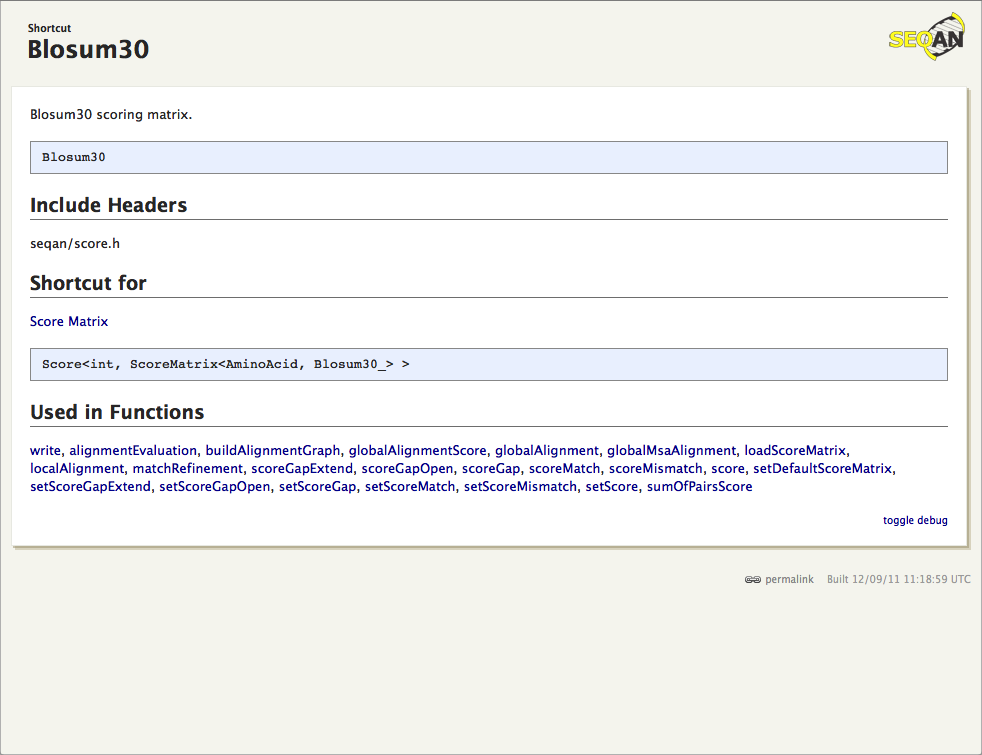 Shortcut
Blosum30
SEQAN
Blosum30 scoring matrix.
Blosum30
Include Headers
seqan/score.h
Shortcut for
Score Matrix
Score<int, ScoreMatrix<AminoAcid, Blosum30_> >
Used in Functions
write, alignmentEvaluation, buildAlignmentGraph, globalAlignmentScore, globalAlignment, globalMsaAlignment, loadScoreMatrix,
localAlignment, matchRefinement, scoreGapExtend, scoreGapOpen, scoreGap, scoreMatch, scoreMismatch, score, setDefaultScoreMatrix,
setScoreGapExtend, setScoreGapOpen, setScoreGap, setScoreMatch, setScoreMismatch, setScore, sumOfPairsScore
toggle debug
permalink Built 12/09/11 11:18:59 UTC